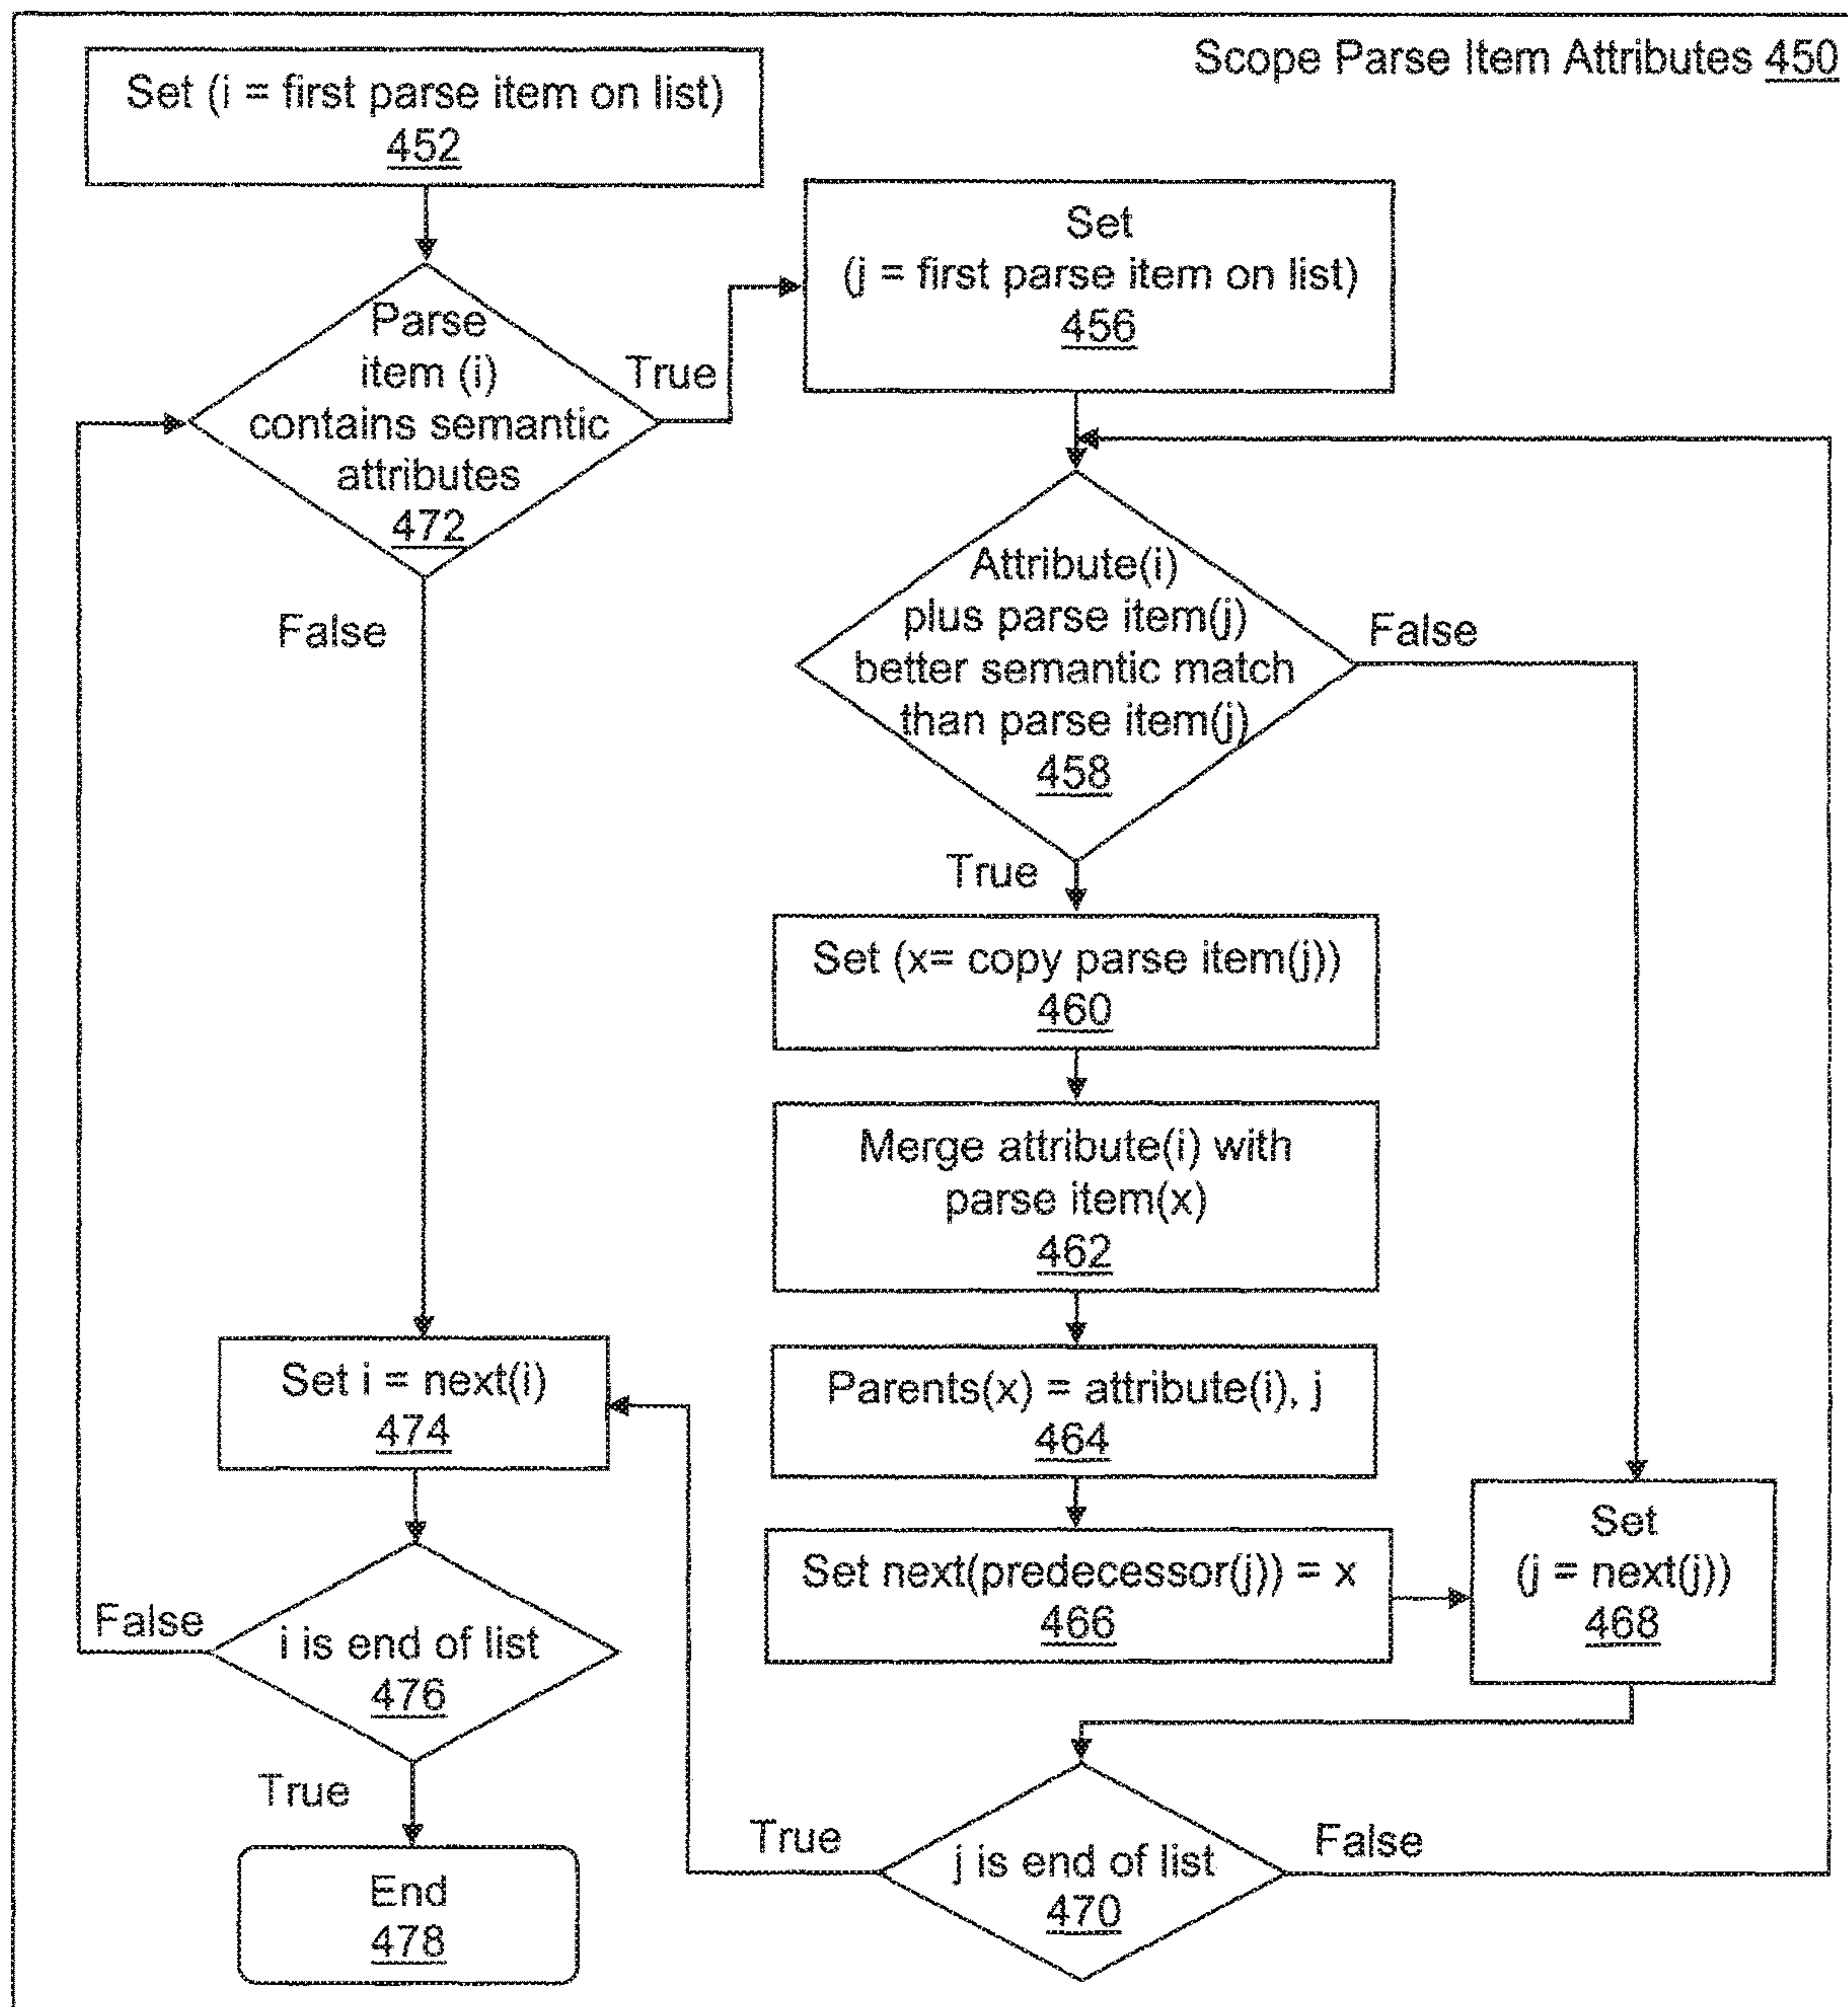 Scope Parse Item Attributes 450
Set (i = first parse item on list)
452
Parse
item (i)
contains semantic
attributes
472
True
False
Set
(j = first parse item on list)
456
Attribute(i)
plus parse item(j)
better semantic match
than parse item(j)
458
False
True
Set (x= copy parse item(j))
460
Merge attribute(i) with
parse item(x)
462
Parents(x) = attribute(i), j
464
Set next(predecessor(j)) = x
466
Set
(j = next(j))
468
j is end of list
470
True
False
Set i = next(i)
474
i is end of list
476
False
True
End
478